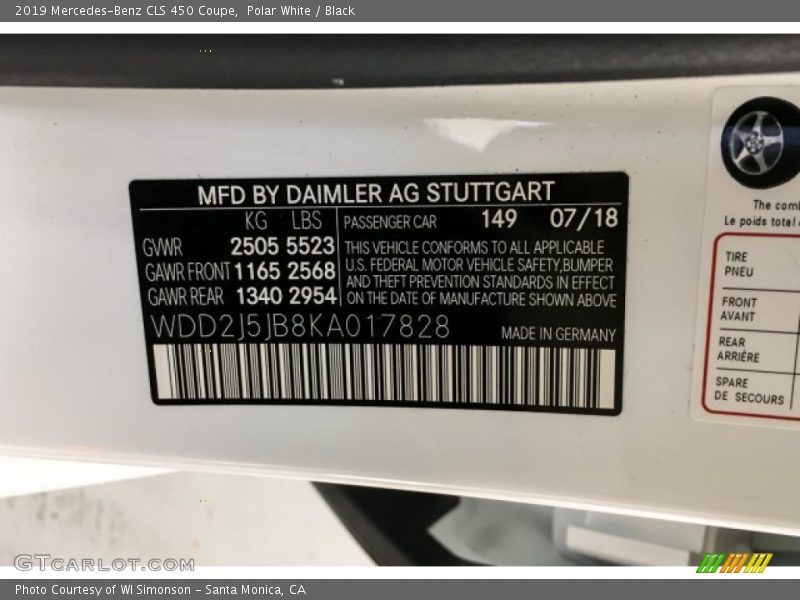 2019 Mercedes-Benz CLS 450 Coupe,  Polar White / Black
MFD BY DAIMLER AG STUTTGART
KG LBS
GVWR 2505 5523
GAWR FRONT 1165 2568
GAWR REAR 1340 2954
PASSENGER CAR 149 07/18
THIS VEHICLE CONFORMS TO ALL APPLICABLE
U.S. FEDERAL MOTOR VEHICLE SAFETY,BUMPER
AND THEFT PREVENTION STANDARDS IN EFFECT
ON THE DATE OF MANUFACTURE SHOWN ABOVE
WDD2J5JB8KA017828
MADE IN GERMANY
The
Le poids total
TIRE
PNEU
FRONT
AVANT
REAR
ARRIÈRE
SPARE
DE SECOURS
GTcarlot.com
Photo Courtesy of WI Simonson - Santa Monica, CA